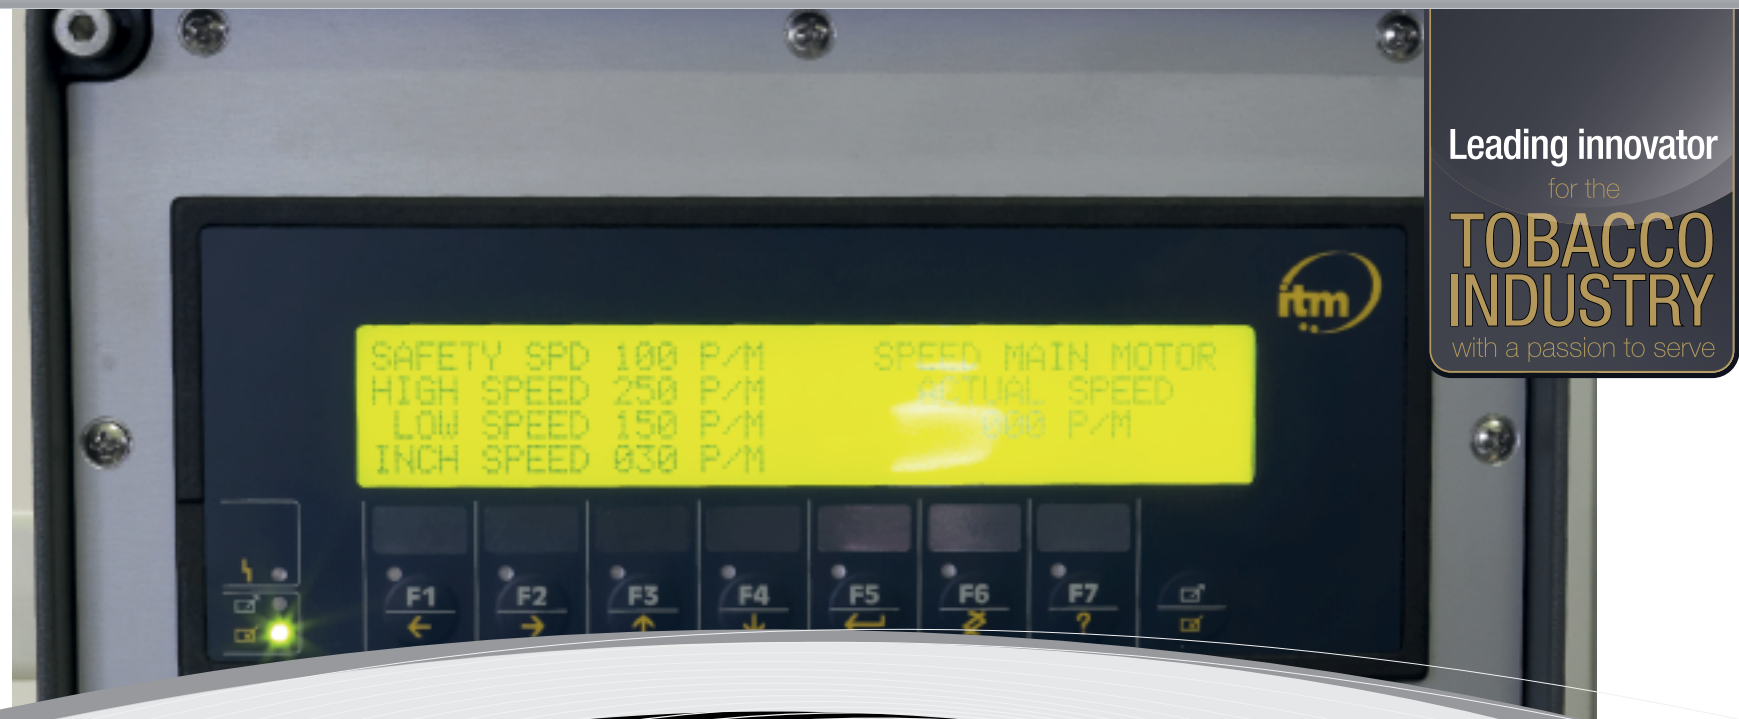 Leading innovator
for the
TOBACCO
INDUSTRY
with a passion to serve
itm
SAFETY SPD 100 P/M SPEED MAIN MOTOR
HIGH SPEED 250 P/M ACTUAL SPEED
LOW SPEED 150 P/M 000 P/M
INCH SPEED 030 P/M
F1 F2 F3 F4 F5 F6 F7
← → ↑ ↓ ?